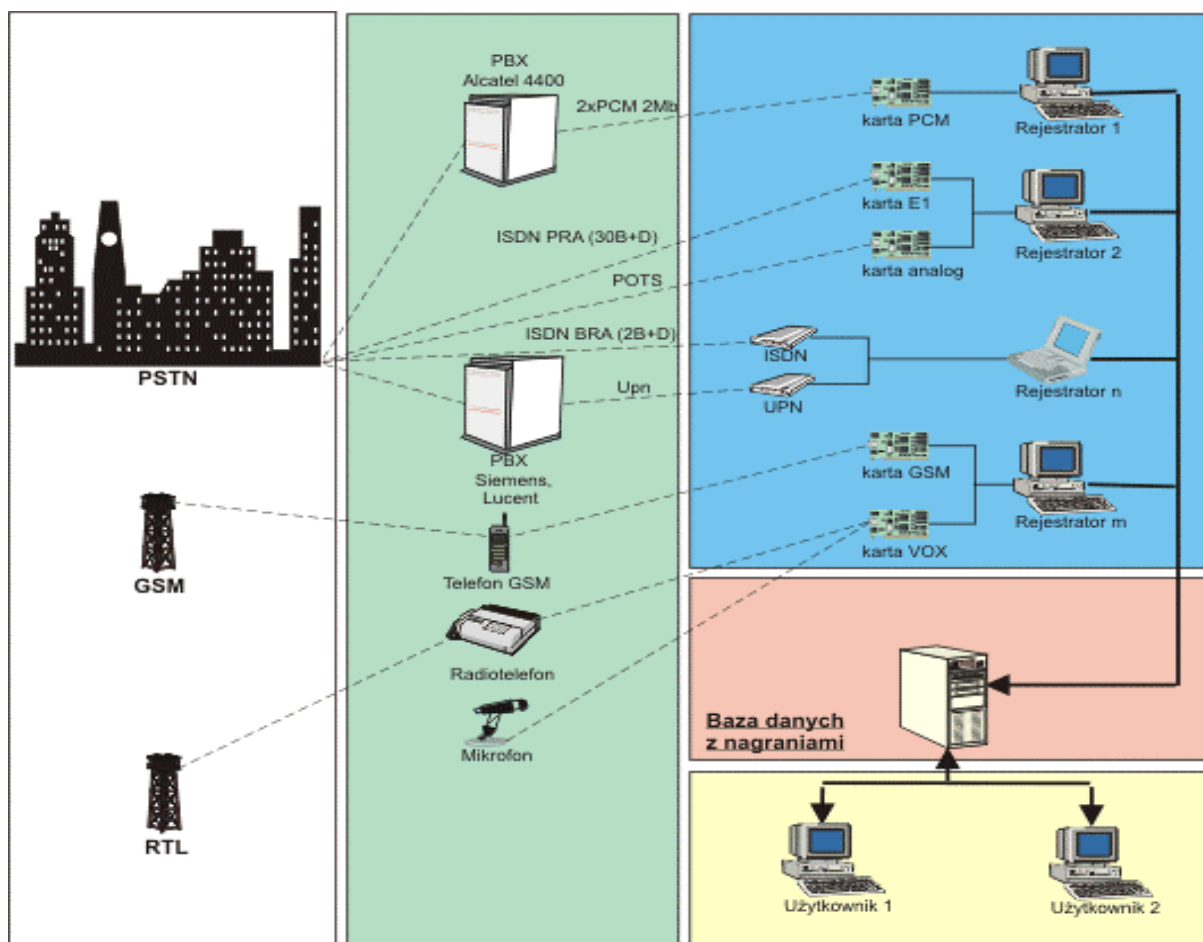 PSTN
GSM
RTL
PBX
Alcatel 4400
2xPCM 2Mb
ISDN PRA (30B+D)
POTS
ISDN BRA (2B+D)
Upn
PBX
Siemens,
Lucent
Telefon GSM
Radiotelefon
Mikrofon
karta PCM
Rejestrator 1
karta E1
karta analog
Rejestrator 2
ISDN
UPN
Rejestrator n
karta GSM
karta VOX
Rejestrator m
Baza danych
z nagraniami
Użytkownik 1
Użytkownik 2